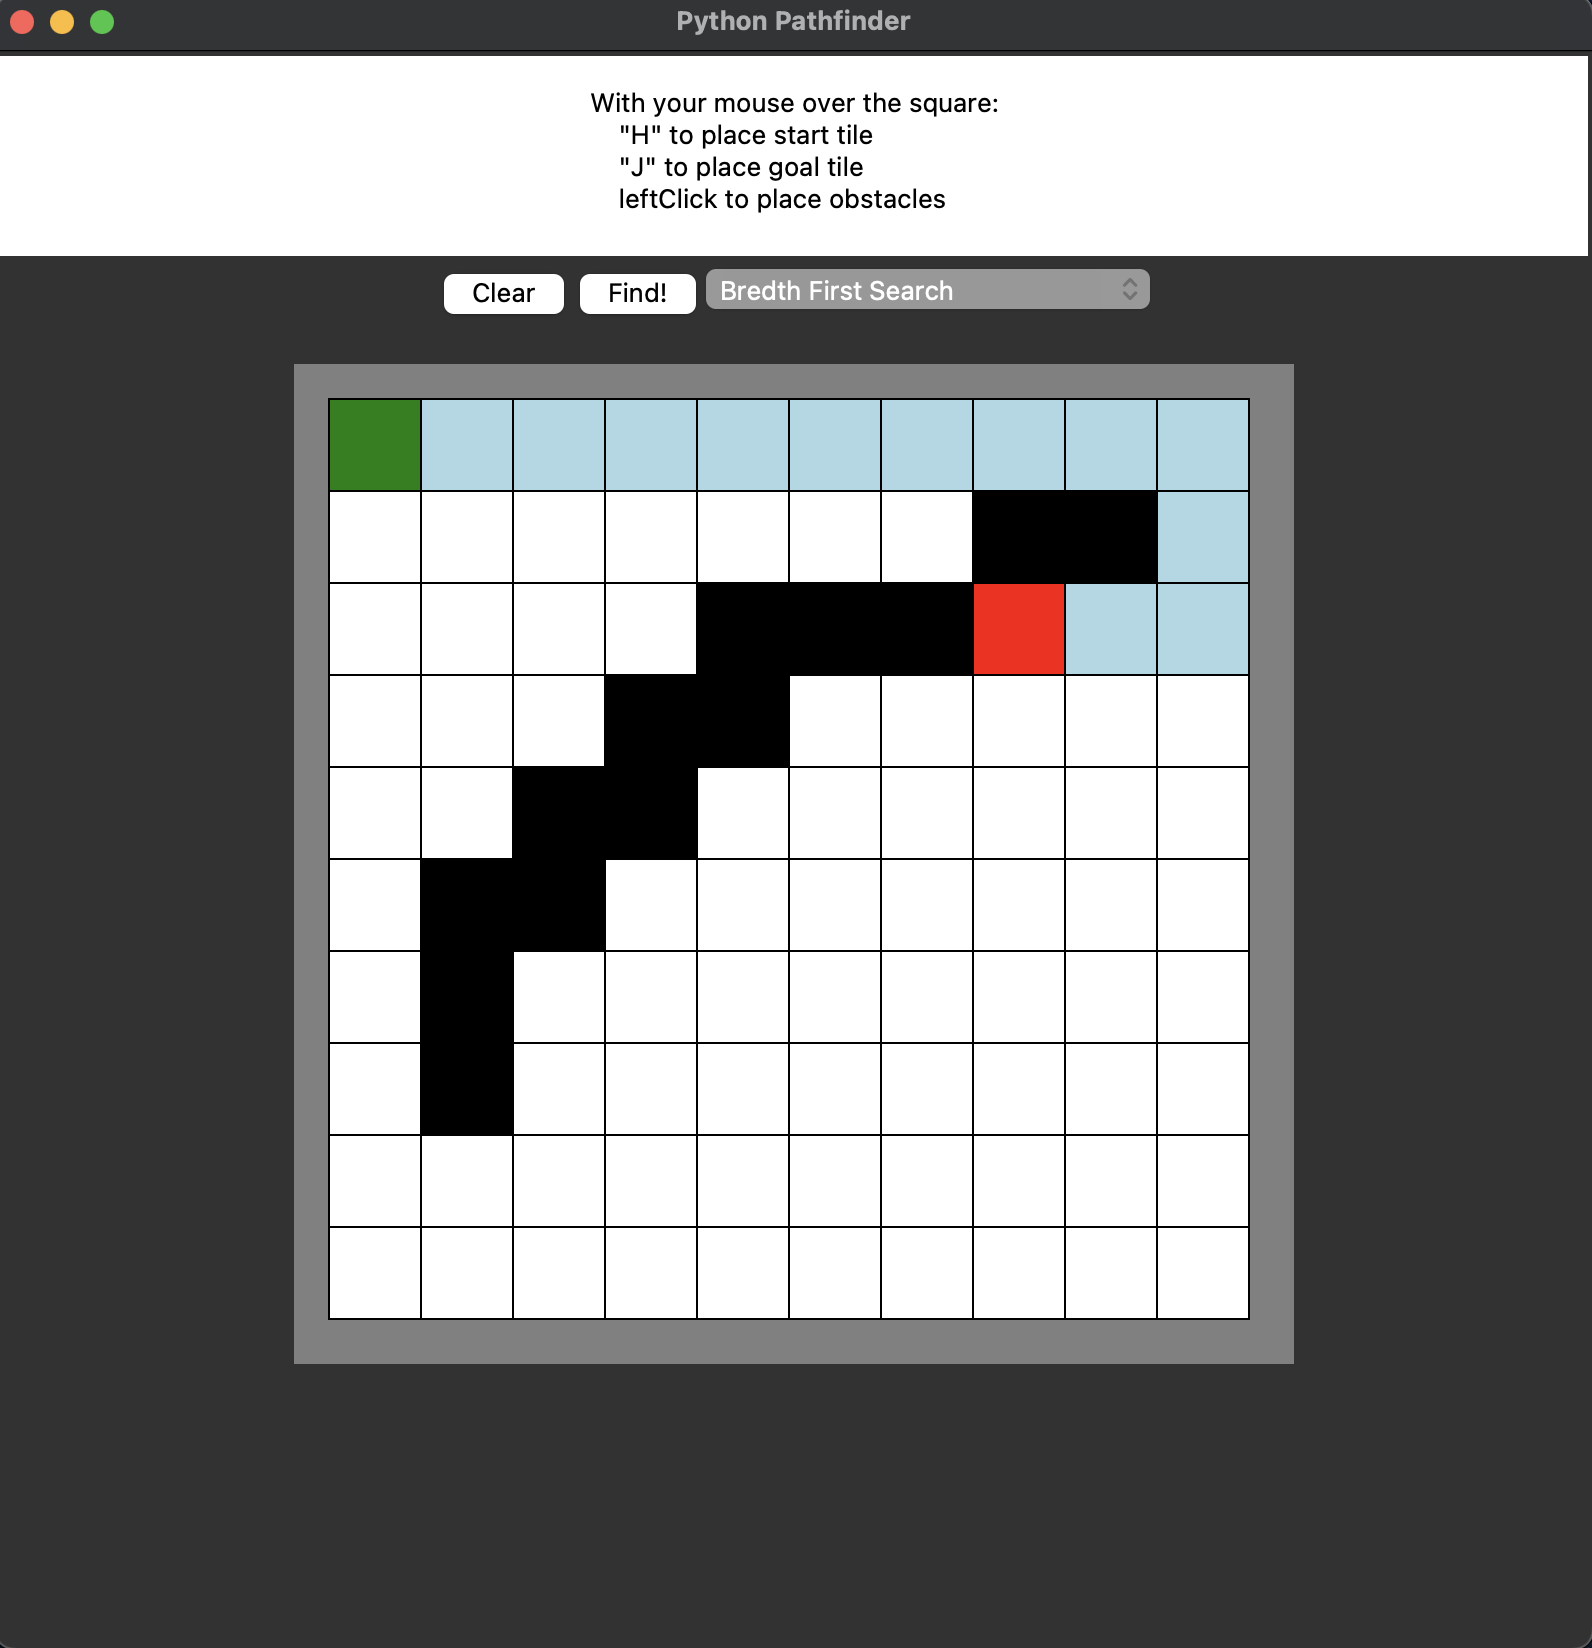 Python Pathfinder
With your mouse over the square:
"H" to place start tile
"J" to place goal tile
leftClick to place obstacles
Clear
Find!
Bredth First Search